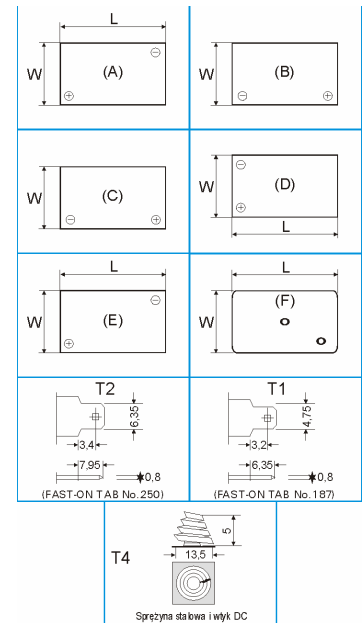 L
W
(A)
⊖
⊕
W
(B)
⊖
⊕
W
(C)
⊖
⊕
W
(D)
⊖
⊕
L
L
W
(E)
⊖
⊕
L
W
(F)
T2
6,35
3,4
7,95
0,8
(FAST-ON TAB No.250)
T1
4,75
3,2
6,35
0,8
(FAST-ON TAB No.187)
T4
5
13,5
Sprężyna stalowa i wtyk DC